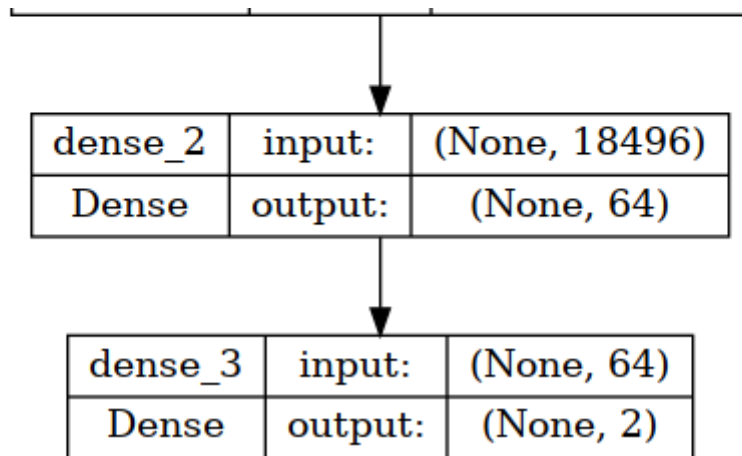 dense_2 input: (None, 18496)
Dense output: (None, 64)
dense_3 input: (None, 64)
Dense output: (None, 2)